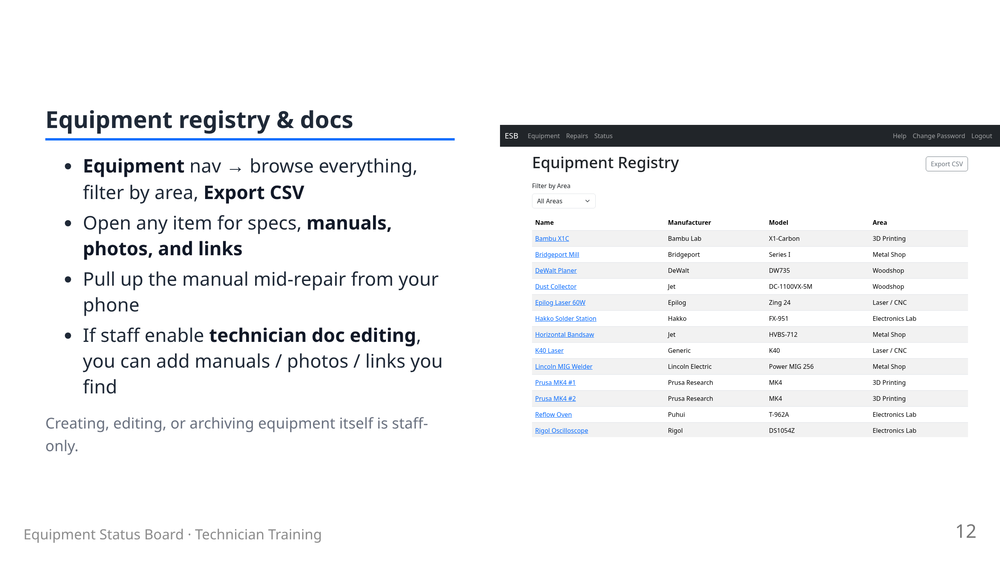 Equipment registry & docs
• Equipment nav → browse everything,
filter by area, Export CSV
• Open any item for specs, manuals,
photos, and links
• Pull up the manual mid-repair from your
phone
• If staff enable technician doc editing,
you can add manuals / photos / links you
find
Creating, editing, or archiving equipment itself is staff-
only.
ESB Equipment Repairs Status Help Change Password Logout
Equipment Registry Export CSV
Filter by Area
All Areas
Name Manufacturer Model Area
Bambu X1C Bambu Lab X1-Carbon 3D Printing
Bridgeport Mill Bridgeport Series I Metal Shop
DeWalt Planer DeWalt DW735 Woodshop
Dust Collector Jet DC-1100VX-5M Woodshop
Epilog Laser 60W Epilog Zing 24 Laser / CNC
Hakko Solder Station Hakko FX-951 Electronics Lab
Horizontal Bandsaw Jet HVBS-712 Metal Shop
K40 Laser Generic K40 Laser / CNC
Lincoln MIG Welder Lincoln Electric Power MIG 256 Metal Shop
Prusa MK4 #1 Prusa Research MK4 3D Printing
Prusa MK4 #2 Prusa Research MK4 3D Printing
Reflow Oven Puhui T-962A Electronics Lab
Rigol Oscilloscope Rigol DS1054Z Electronics Lab
Equipment Status Board · Technician Training
12